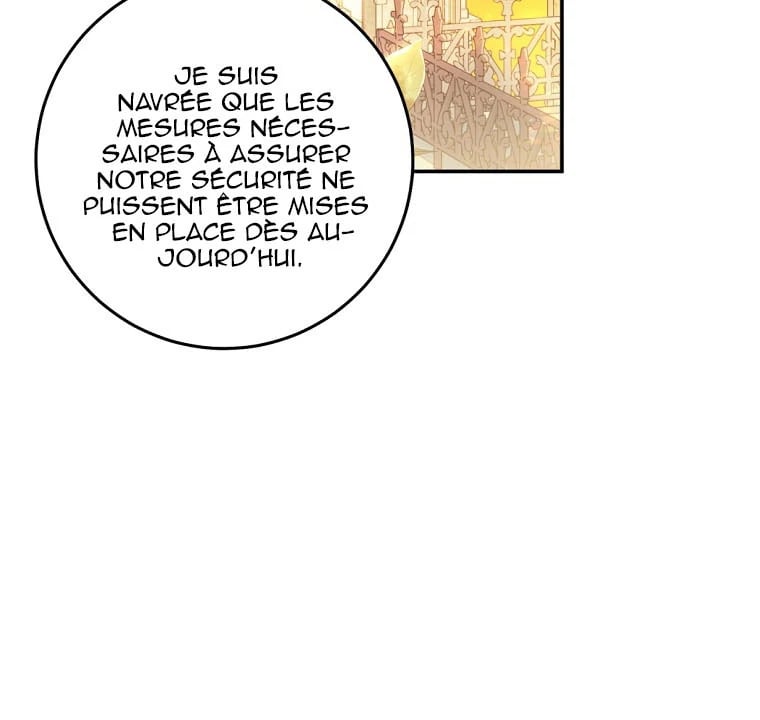 JE SUIS
NAVRÉE QUE LES
MESURES NÉCES-
SAIRES À ASSURER
NOTRE SÉCURITÉ NE
PUISSENT ÊTRE MISES
EN PLACE DÈS AU-
JOURD'HUI.